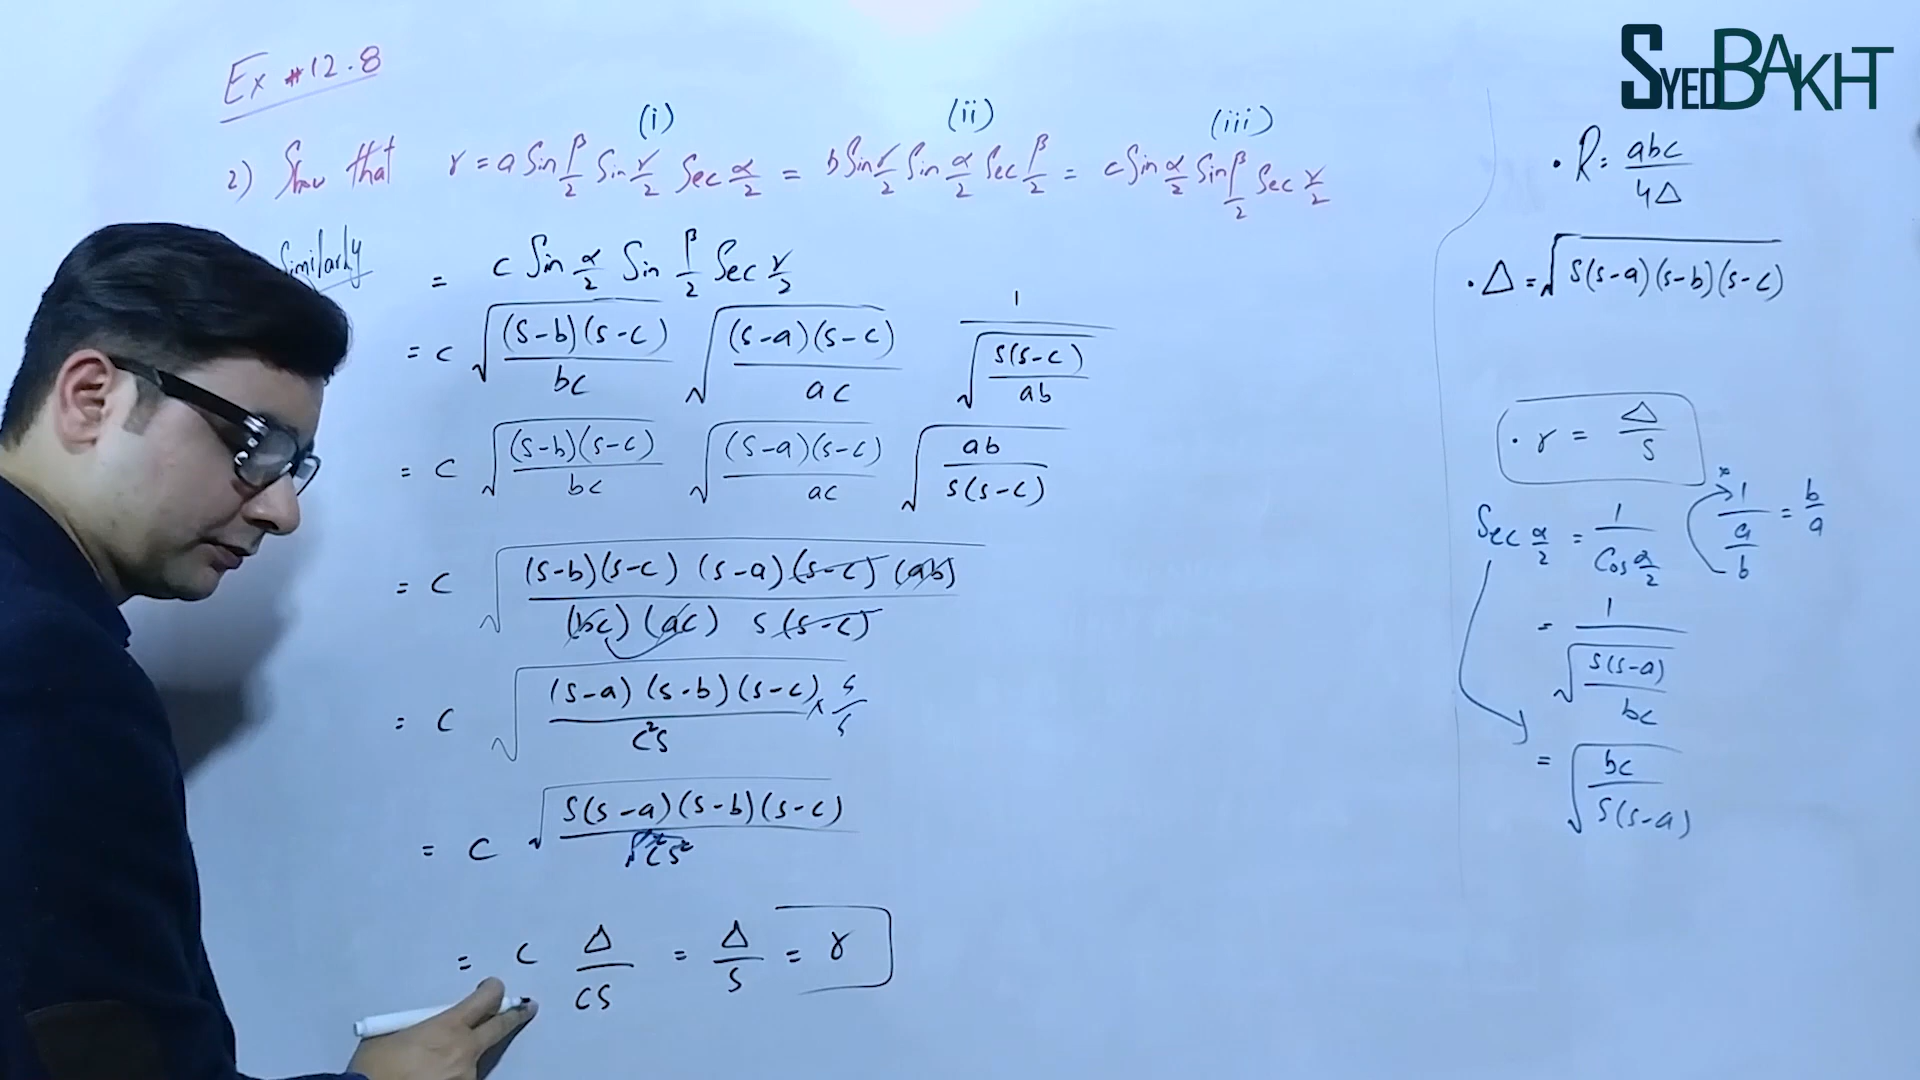 SYEDBAKHT
Ex #12.8
(i) (ii) (iii)
2) Show that r = a Sin β/2 Sin γ/2 Sec α/2 = b Sin γ/2 Sin α/2 Sec β/2 = c Sin α/2 Sin β/2 Sec γ/2
Similarly = c Sin α/2 Sin β/2 Sec γ/2
= c √((s-b)(s-c)/bc) √((s-a)(s-c)/ac) 1/√(s(s-c)/ab)
= c √((s-b)(s-c)/bc) √((s-a)(s-c)/ac) √(ab/s(s-c))
= c √((s-b)(s-c)(s-a)(s-c)(ab)/(bc)(ac) s(s-c))
= c √((s-a)(s-b)(s-c)/c²s × s/s)
= c √(s(s-a)(s-b)(s-c))/√c²s²
= c Δ/cs = Δ/s = r
• R = abc/4Δ
• Δ = √(s(s-a)(s-b)(s-c))
• r = Δ/s
Sec α/2 = 1/Cos α/2
= 1/√(s(s-a)/bc)
= √(bc/s(s-a))
1/(a/b) = b/a